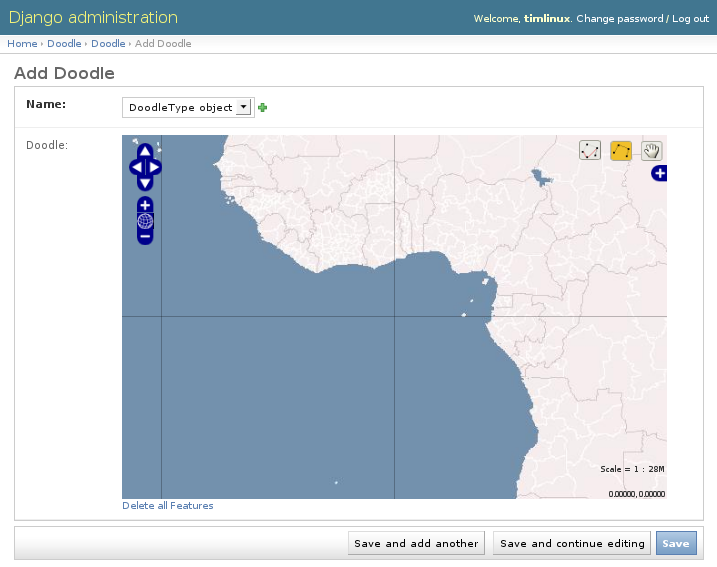 Django administration
Welcome, timlinux. Change password / Log out
Home › Doodle › Doodle › Add Doodle
Add Doodle
Name:
DoodleType object
Doodle:
Scale = 1 : 28M
0.00000, 0.00000
Delete all Features
Save and add another
Save and continue editing
Save